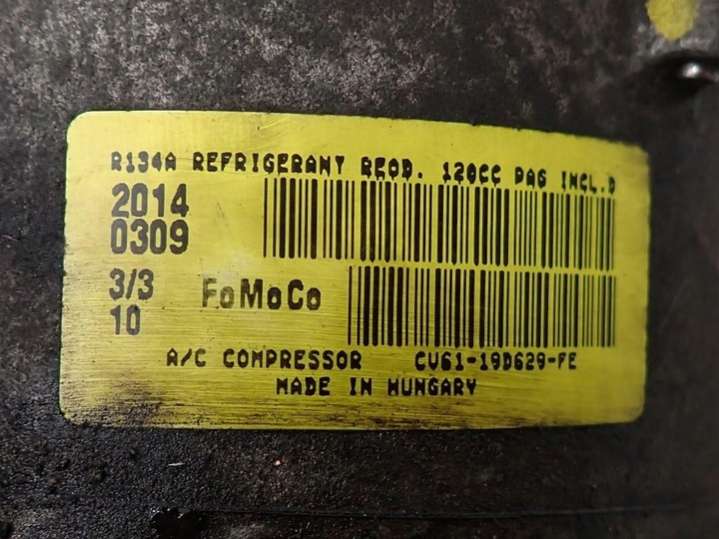 R134A REFRIGERANT REQD. 120CC PAG INCL.D
2014
0309
3/3
FoMoCo
10
A/C COMPRESSOR CV61-19D629-FE
MADE IN HUNGARY